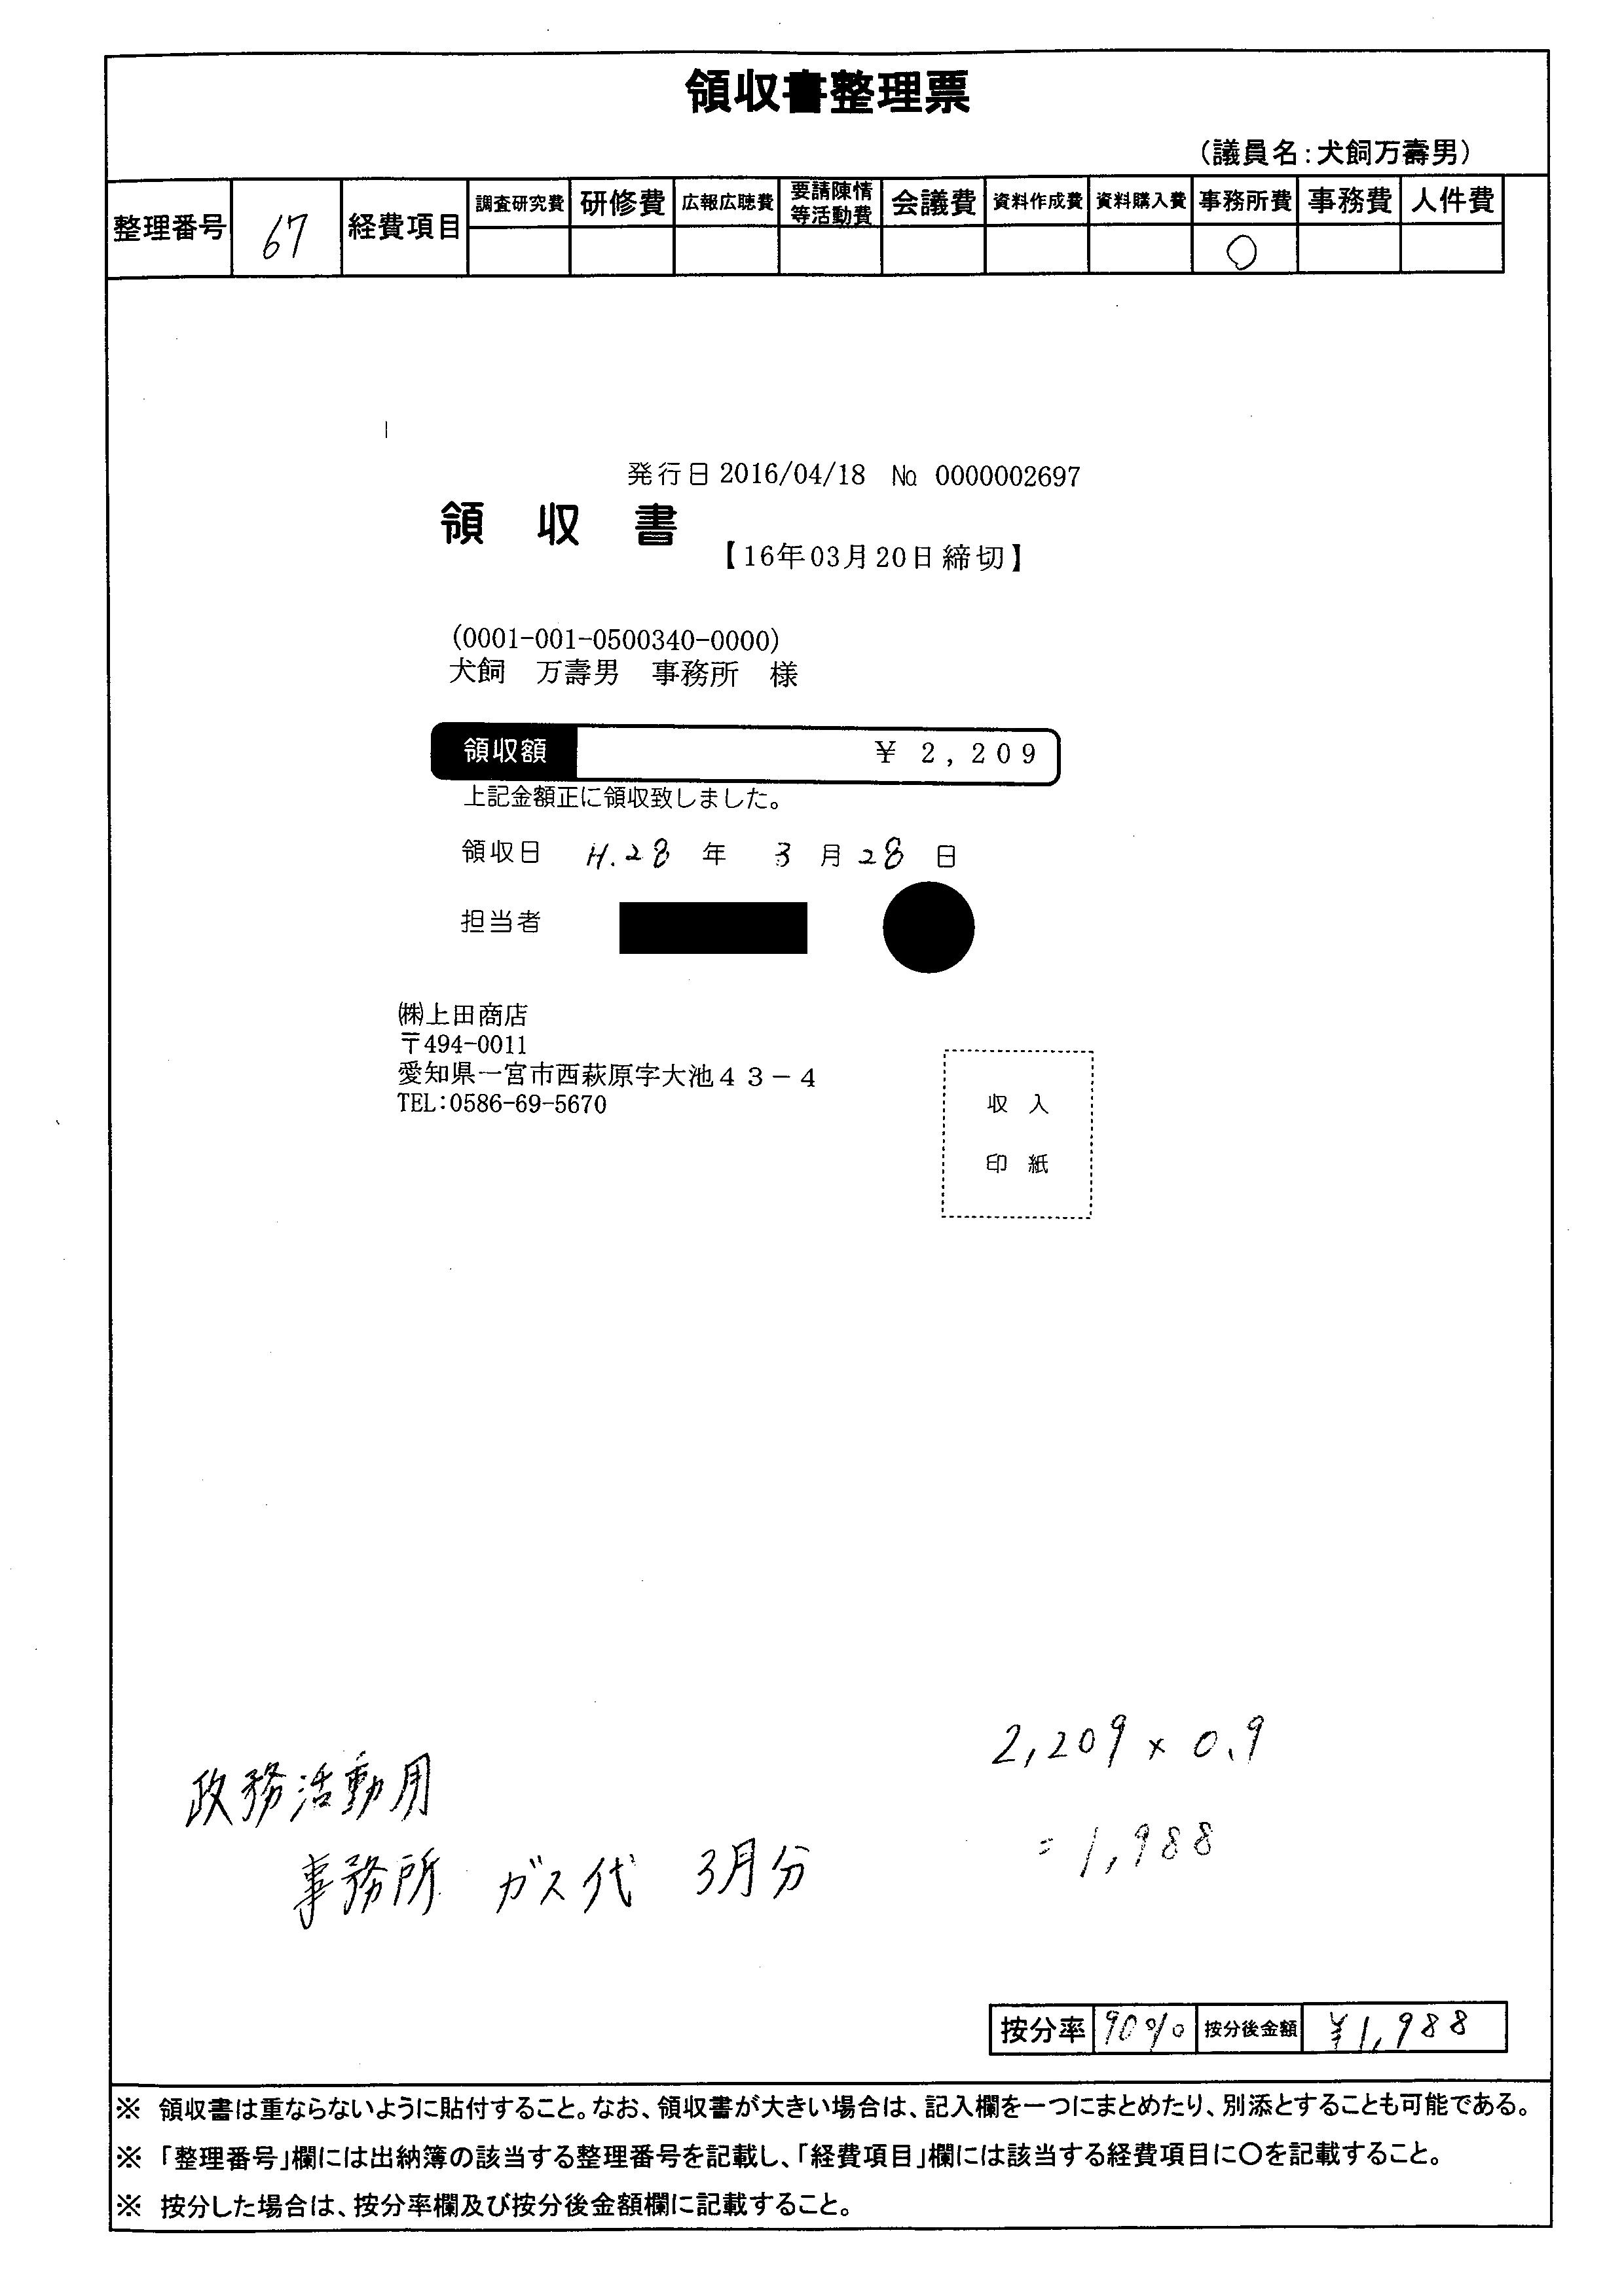 領収書整理票
（議員名：犬飼万壽男）
整理番号 67 経費項目 調査研究費 研修費 広報広聴費 要請陳情等活動費 会議費 資料作成費 資料購入費 事務所費 事務費 人件費
○
発行日 2016/04/18 No 0000002697
領 収 書
【16年03月20日締切】
(0001-001-0500340-0000)
犬飼 万壽男 事務所 様
領収額 ￥2,209
上記金額正に領収致しました。
領収日 H.28 年 3 月 28 日
担当者
㈱上田商店
〒494-0011
愛知県一宮市西萩原字大池４３－４
TEL:0586-69-5670
収 入
印 紙
2,209 × 0.9
= 1,988
政務活動用
事務所 ガス代 3月分
按分率 90% 按分後金額 ¥1,988
※ 領収書は重ならないように貼付すること。なお、領収書が大きい場合は、記入欄を一つにまとめたり、別添とすることも可能である。
※ 「整理番号」欄には出納簿の該当する整理番号を記載し、「経費項目」欄には該当する経費項目に○を記載すること。
※ 按分した場合は、按分率欄及び按分後金額欄に記載すること。